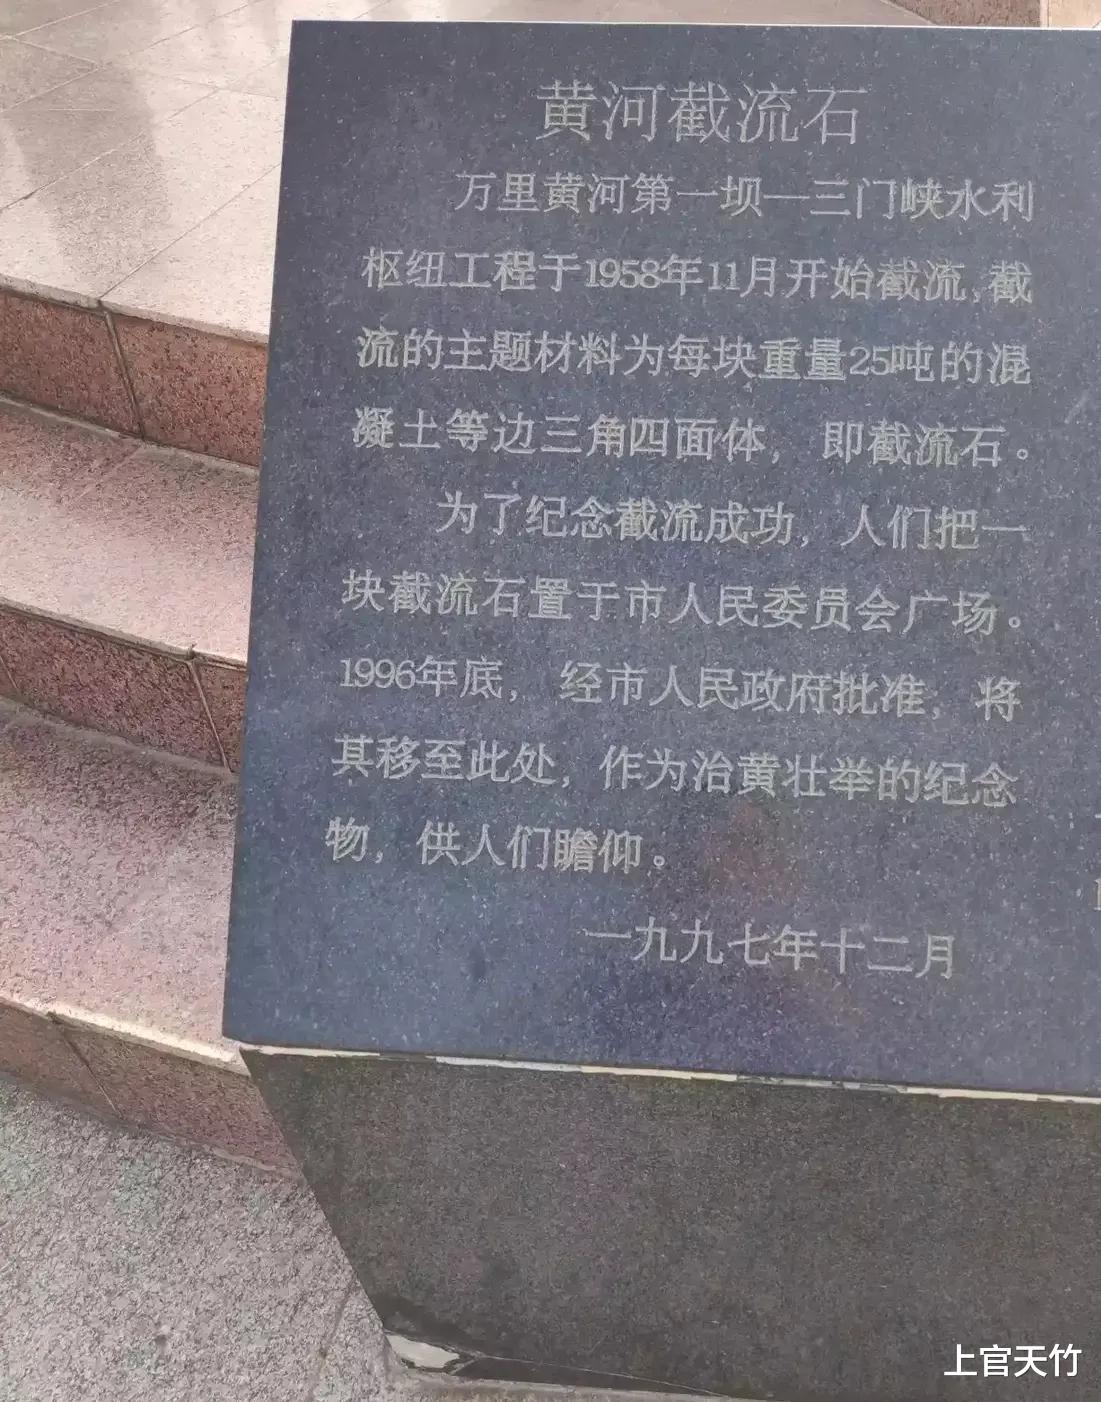 黄河截流石
万里黄河第一坝—三门峡水利
枢纽工程于1958年11月开始截流,截
流的主题材料为每块重量25吨的混
凝土等边三角四面体，即截流石。
为了纪念截流成功，人们把一
块截流石置于市人民委员会广场。
1996年底，经市人民政府批准，将
其移至此处，作为治黄壮举的纪念
物，供人们瞻仰。
一九九七年十二月
上官天竹